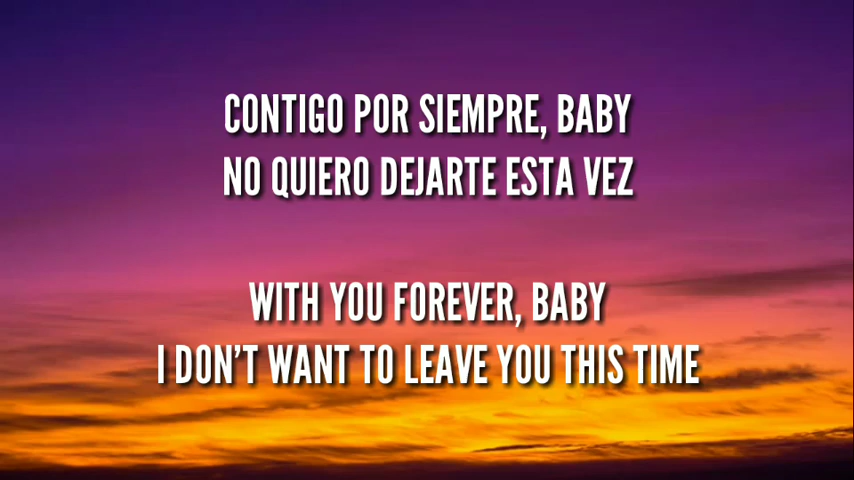 CONTIGO POR SIEMPRE, BABY
NO QUIERO DEJARTE ESTA VEZ
WITH YOU FOREVER, BABY
I DON'T WANT TO LEAVE YOU THIS TIME